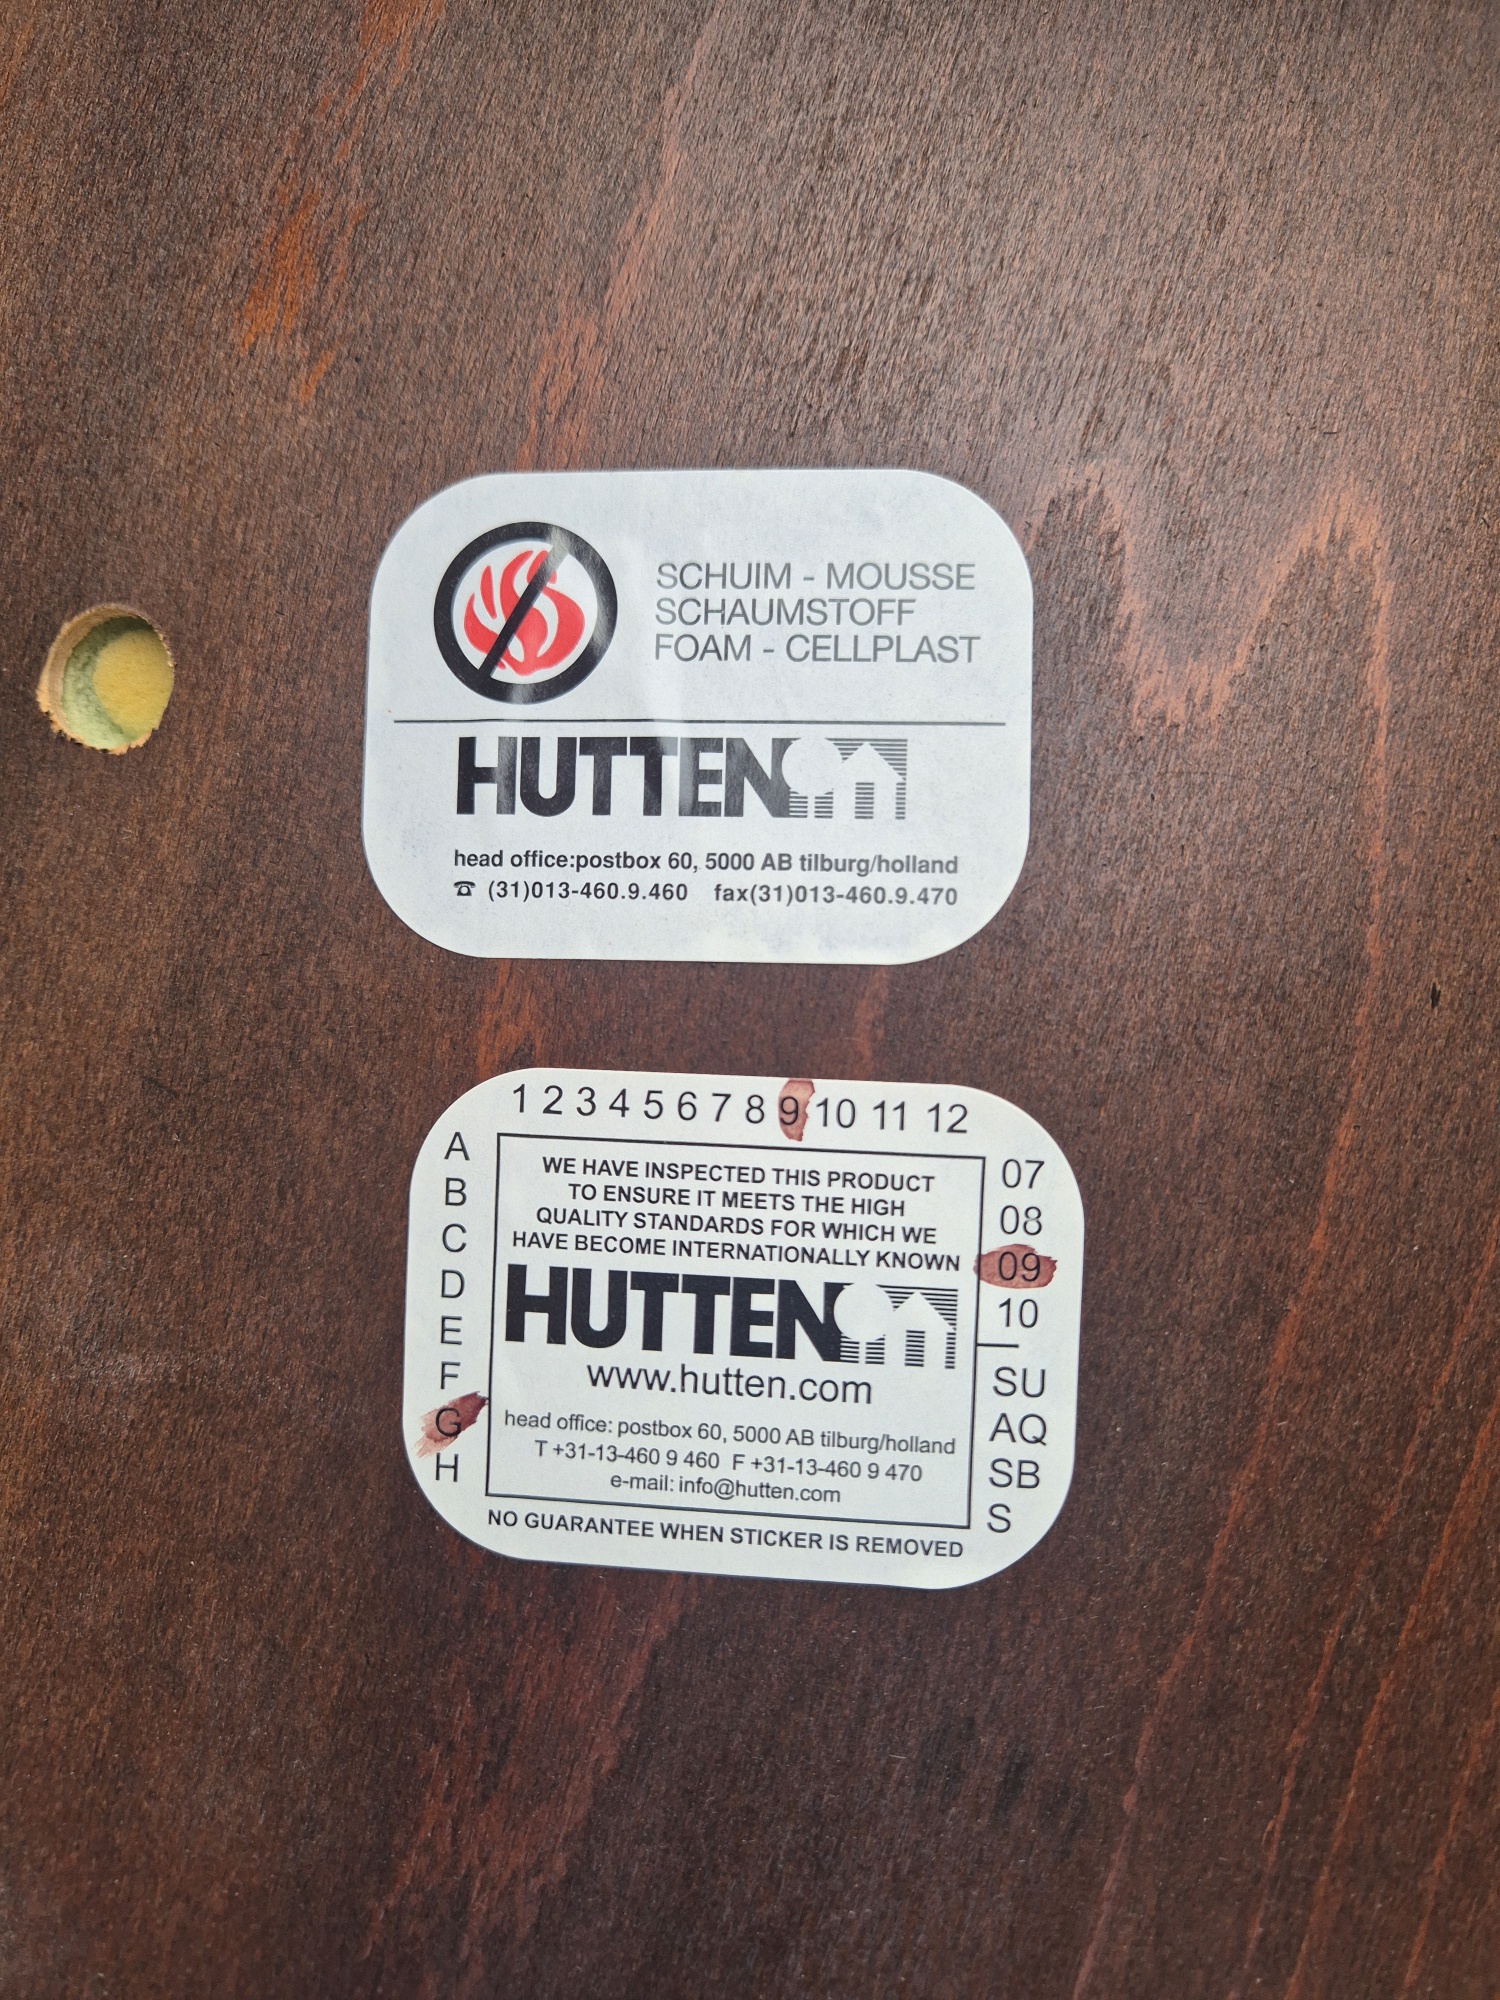 SCHUIM - MOUSSE
SCHAUMSTOFF
FOAM - CELLPLAST
HUTTEN
head office:postbox 60, 5000 AB tilburg/holland
☎ (31)013-460.9.460 fax(31)013-460.9.470
1 2 3 4 5 6 7 8 9 10 11 12
A
B
C
D
E
F
G
H
WE HAVE INSPECTED THIS PRODUCT
TO ENSURE IT MEETS THE HIGH
QUALITY STANDARDS FOR WHICH WE
HAVE BECOME INTERNATIONALLY KNOWN
HUTTEN
www.hutten.com
head office: postbox 60, 5000 AB tilburg/holland
T +31-13-460 9 460 F +31-13-460 9 470
e-mail: info@hutten.com
07
08
09
10
SU
AQ
SB
S
NO GUARANTEE WHEN STICKER IS REMOVED